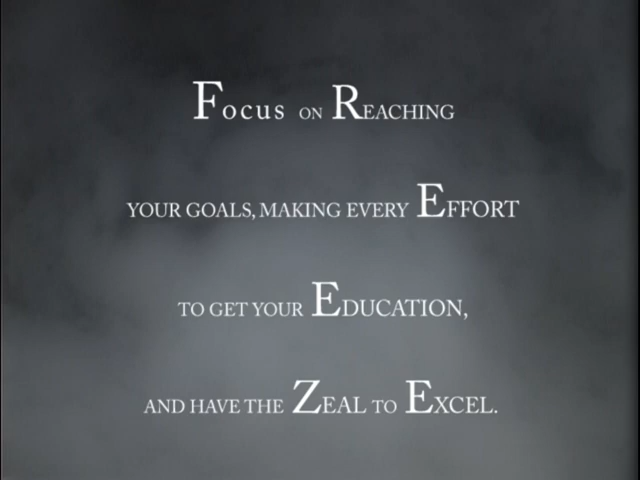 Focus on Reaching
your goals, making every Effort
to get your Education,
and have the Zeal to Excel.